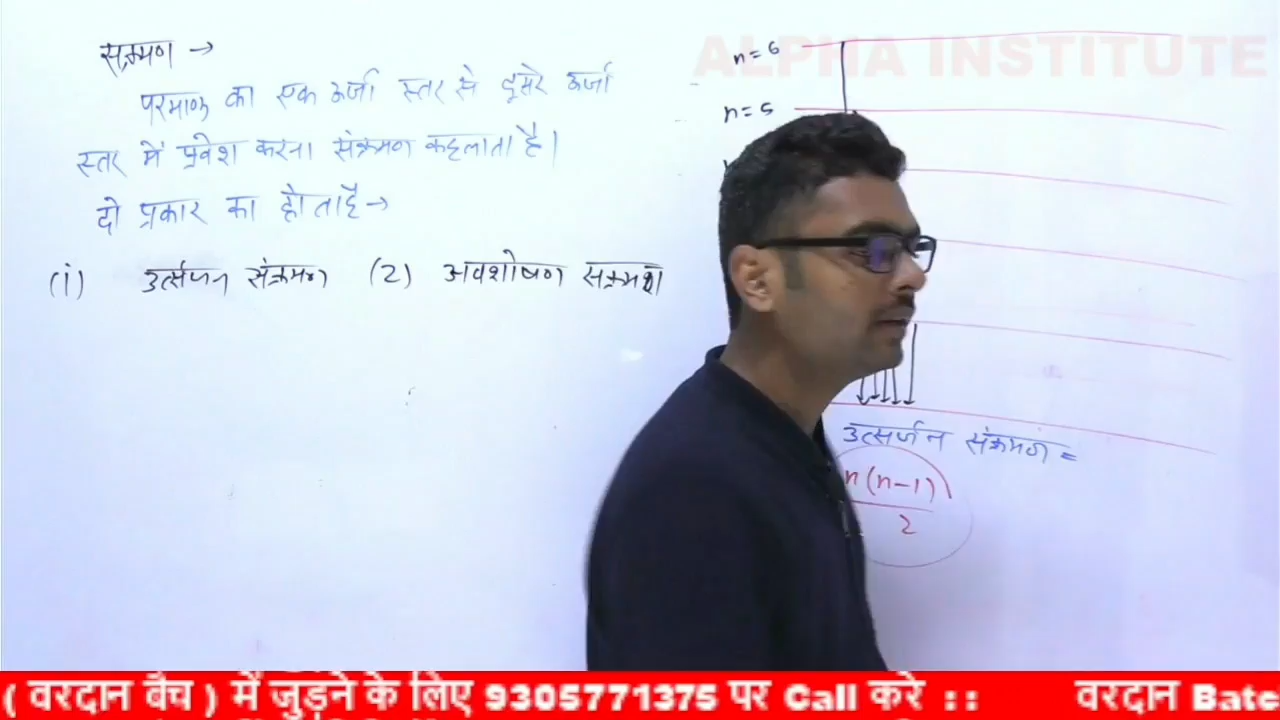 संक्रमण →
परमाणु का एक ऊर्जा स्तर से दूसरे ऊर्जा
स्तर में प्रवेश करना संक्रमण कहलाता है।
दो प्रकार का होता है →
(i) उत्सर्जन संक्रमण (2) अवशोषण संक्रमण
ALPHA INSTITUTE
n = 6
n = 5
उत्सर्जन संक्रमण =
n(n-1)
2
( वरदान बैच ) में जुड़ने के लिए 9305771375 पर Call करे : : वरदान Bate